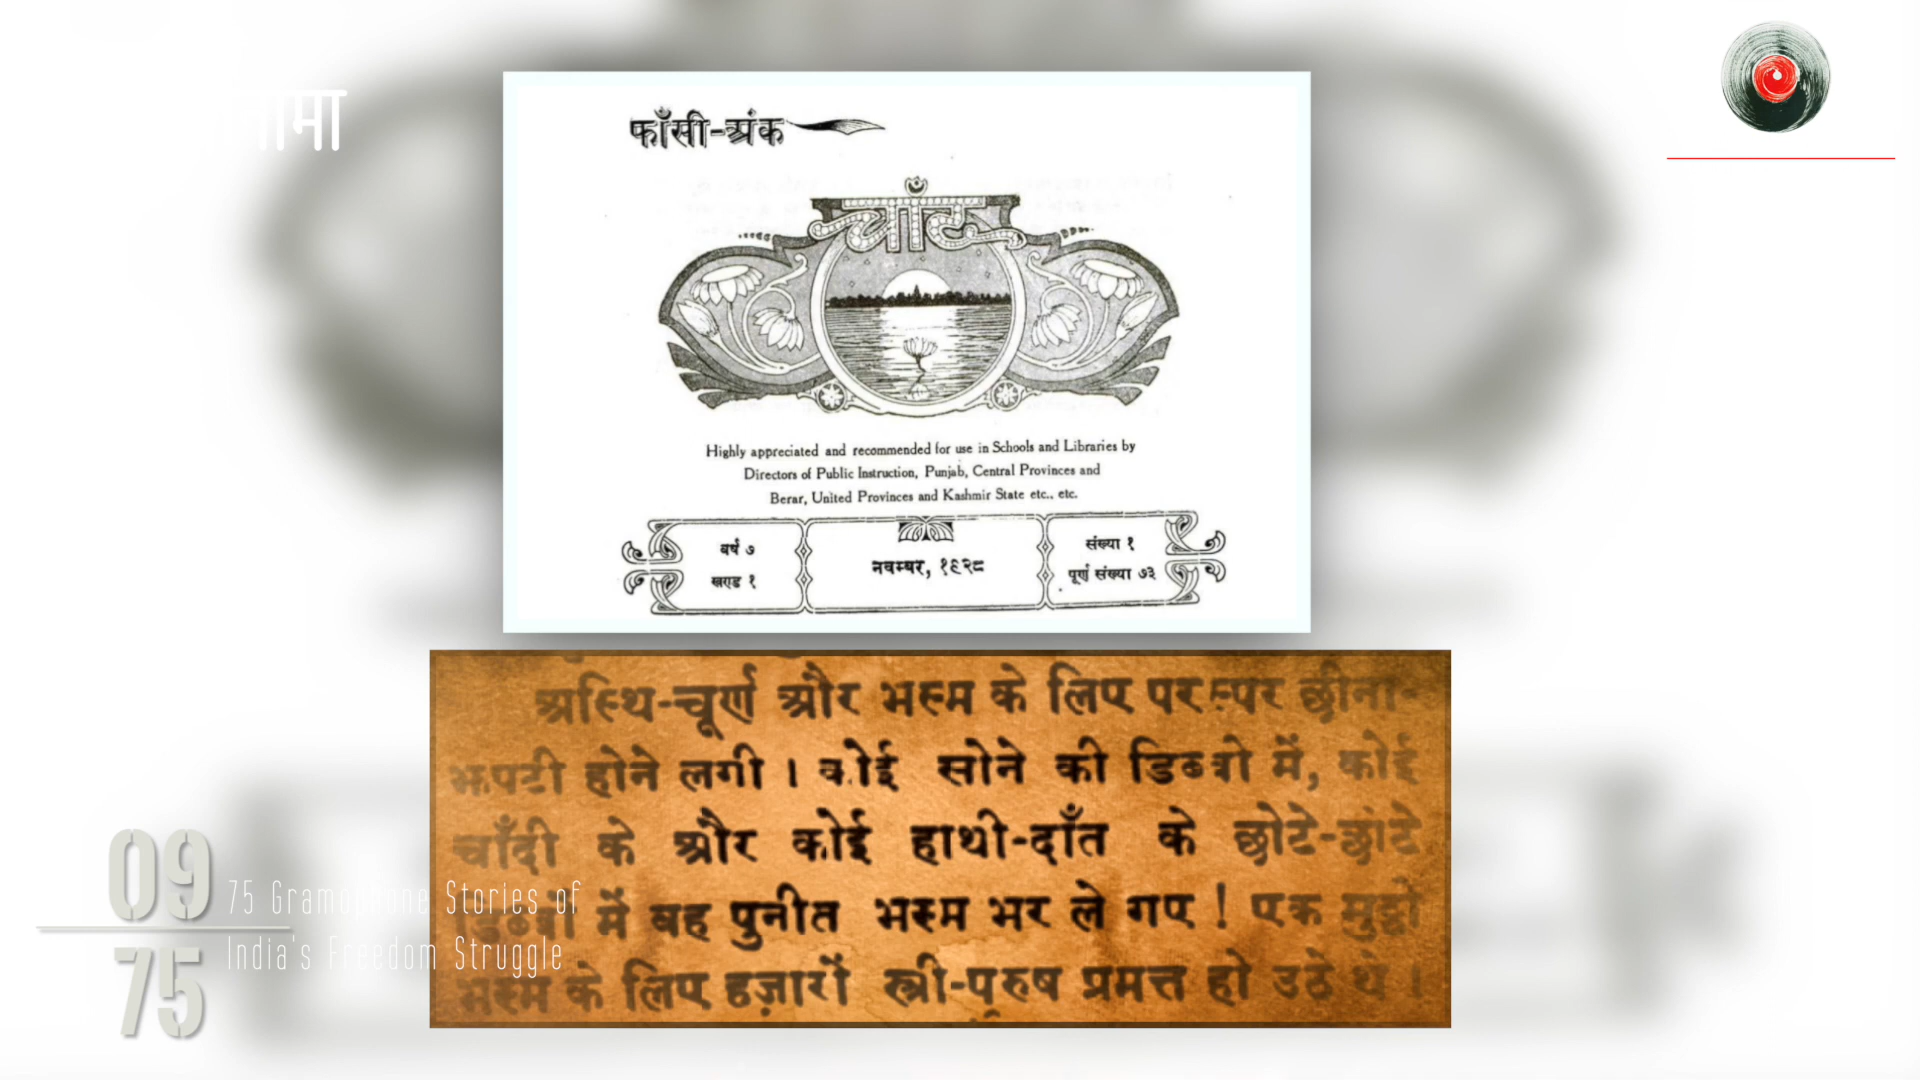 फाँसी-अंक
चाँद
Highly appreciated and recommended for use in Schools and Libraries by
Directors of Public Instruction, Punjab, Central Provinces and
Berar, United Provinces and Kashmir State etc., etc.
वर्ष ७
खण्ड १
नवम्बर, १९२८
संख्या १
पूर्ण संख्या ७३
अस्थि-चूर्ण और भस्म के लिए परस्पर छीना-
झपटी होने लगी । कोई सोने की डिब्बी में, कोई
चाँदी के और कोई हाथी-दाँत के छोटे-छोटे
डिब्बों में वह पुनीत भस्म भर ले गए ! एक मुट्ठी
भस्म के लिए हज़ारों स्त्री-पुरुष प्रमत्त हो उठे थे ।
09
75
75 Gramophone Stories of
India's Freedom Struggle